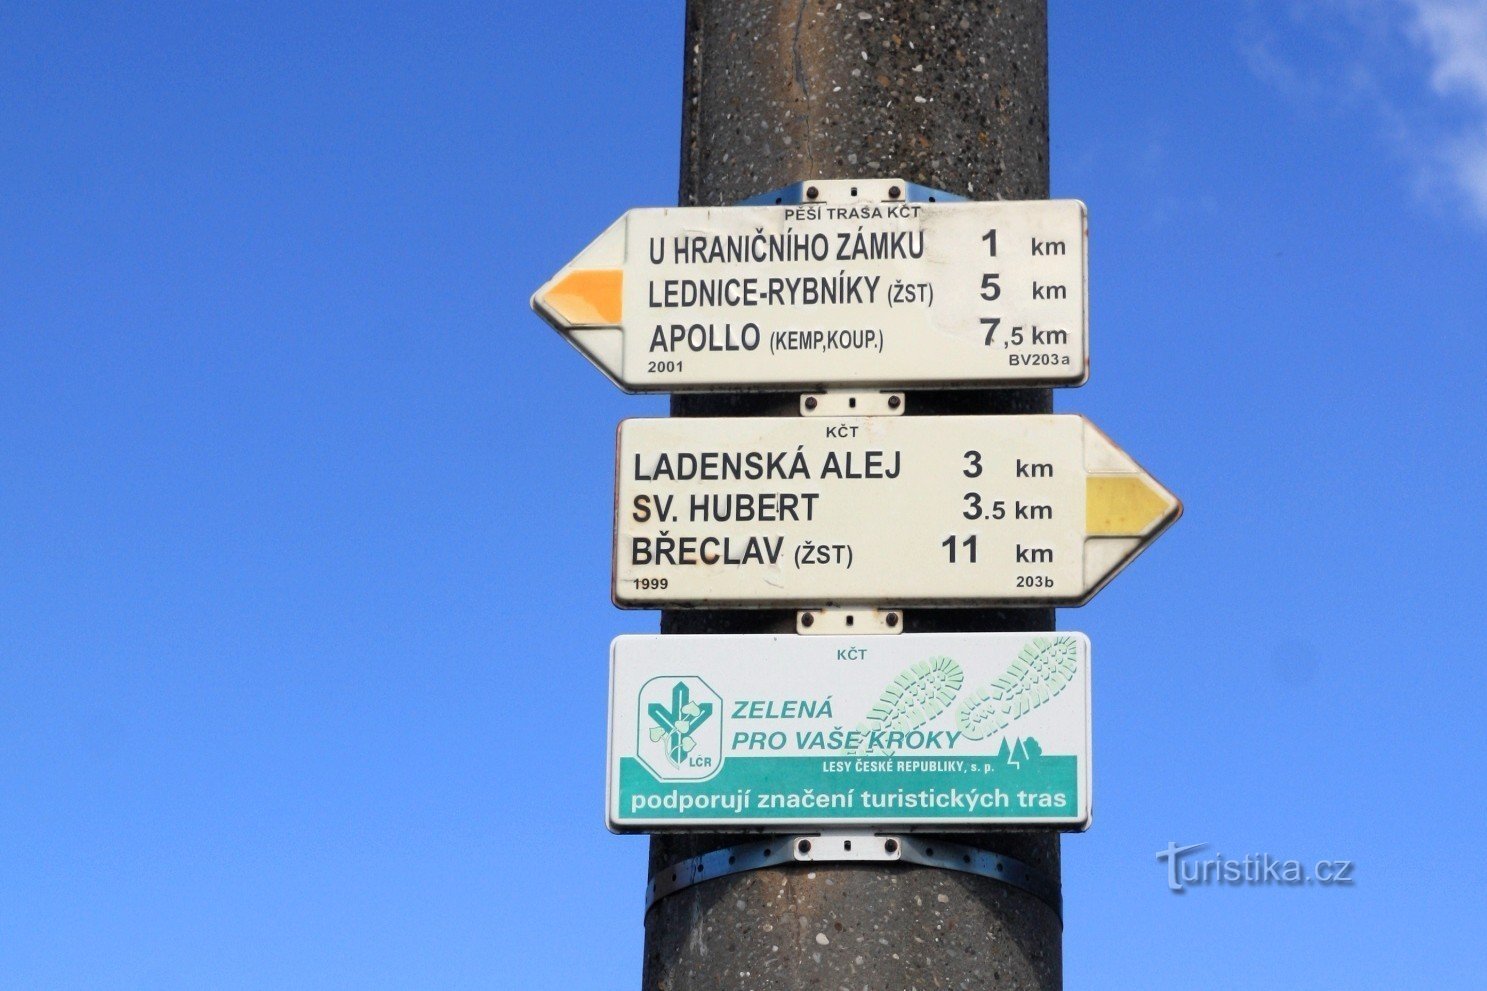 PĚŠÍ TRASA KČT
U HRANIČNÍHO ZÁMKU 1 km
LEDNICE-RYBNÍKY (ŽST) 5 km
APOLLO (KEMP,KOUP.) 7,5 km
2001 BV203a
KČT
LADENSKÁ ALEJ 3 km
SV. HUBERT 3.5 km
BŘECLAV (ŽST) 11 km
1999 203b
KČT
ZELENÁ
PRO VAŠE KROKY
LČR
LESY ČESKÉ REPUBLIKY, s. p.
podporují značení turistických tras
Turistika.cz